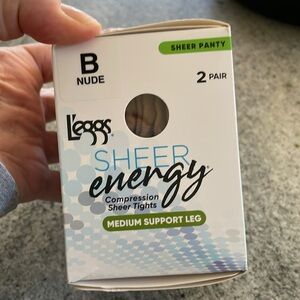 SHEER PANTY
B
NUDE
2 PAIR
L'eggs
SHEER
energy
Compression
Sheer Tights
MEDIUM SUPPORT LEG